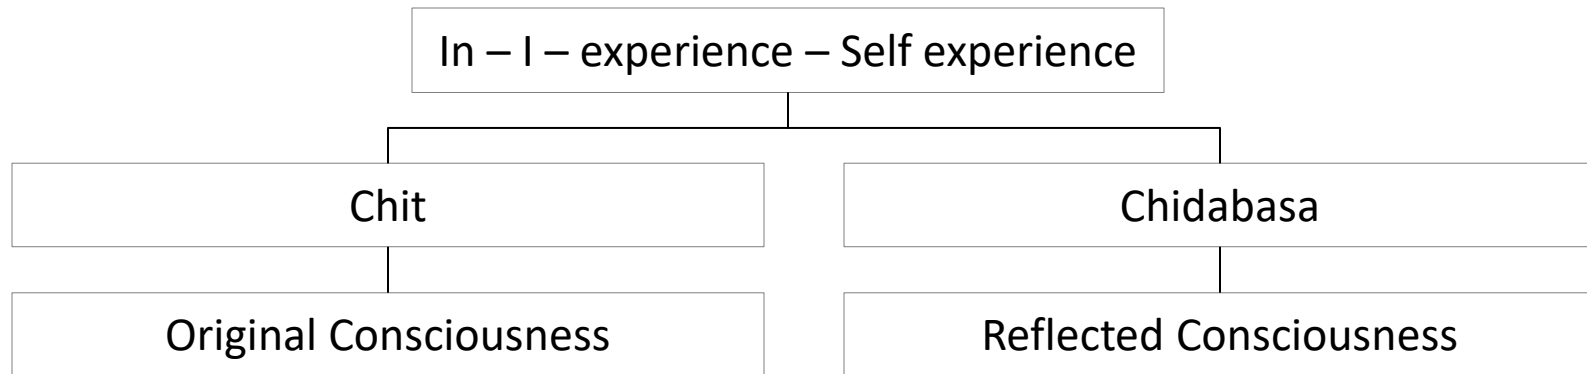 In – I – experience – Self experience
Chit
Chidabasa
Original Consciousness
Reflected Consciousness